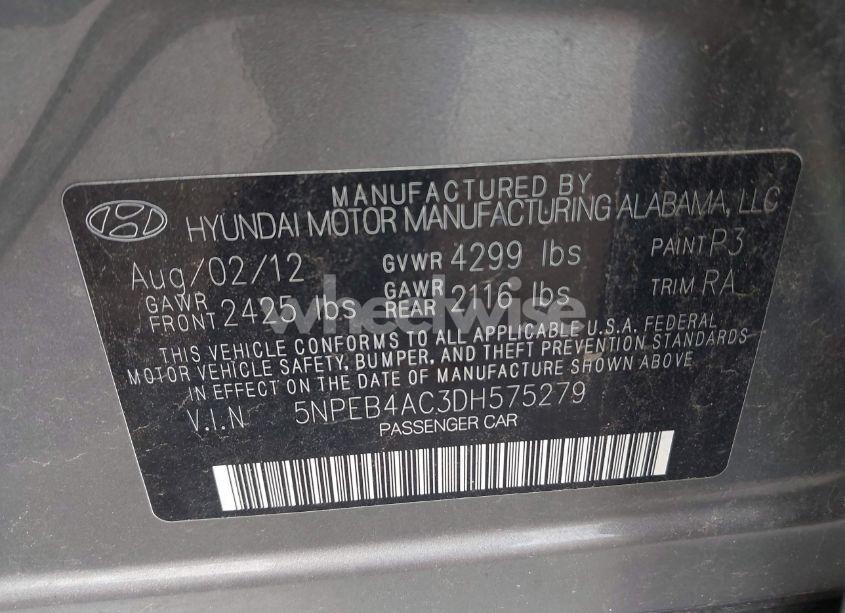 MANUFACTURED BY
HYUNDAI MOTOR MANUFACTURING ALABAMA, LLC
Aug/02/12 GVWR 4299 lbs PAINT P3
GAWR FRONT 2425 lbs GAWR REAR 2116 lbs TRIM RA
wheelwise
THIS VEHICLE CONFORMS TO ALL APPLICABLE U.S.A. FEDERAL
MOTOR VEHICLE SAFETY, BUMPER, AND THEFT PREVENTION STANDARDS
IN EFFECT ON THE DATE OF MANUFACTURE SHOWN ABOVE
V.I.N 5NPEB4AC3DH575279
PASSENGER CAR